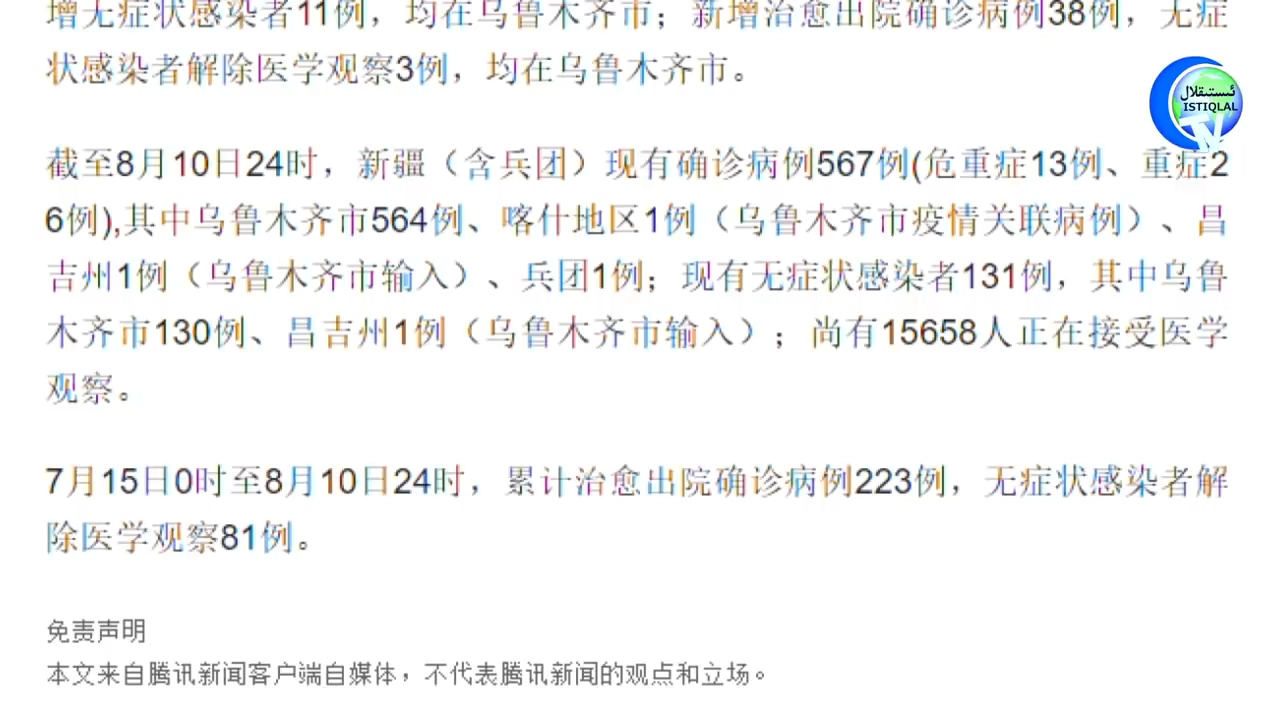 增无症状感染者11例，均在乌鲁木齐市；新增治愈出院确诊病例38例，无症
状感染者解除医学观察3例，均在乌鲁木齐市。
ئىستىقلال
ISTIQLAL
TV
截至8月10日24时，新疆（含兵团）现有确诊病例567例(危重症13例、重症2
6例),其中乌鲁木齐市564例、喀什地区1例（乌鲁木齐市疫情关联病例）、昌
吉州1例（乌鲁木齐市输入）、兵团1例；现有无症状感染者131例，其中乌鲁
木齐市130例、昌吉州1例（乌鲁木齐市输入）；尚有15658人正在接受医学
观察。
7月15日0时至8月10日24时，累计治愈出院确诊病例223例，无症状感染者解
除医学观察81例。
免责声明
本文来自腾讯新闻客户端自媒体，不代表腾讯新闻的观点和立场。